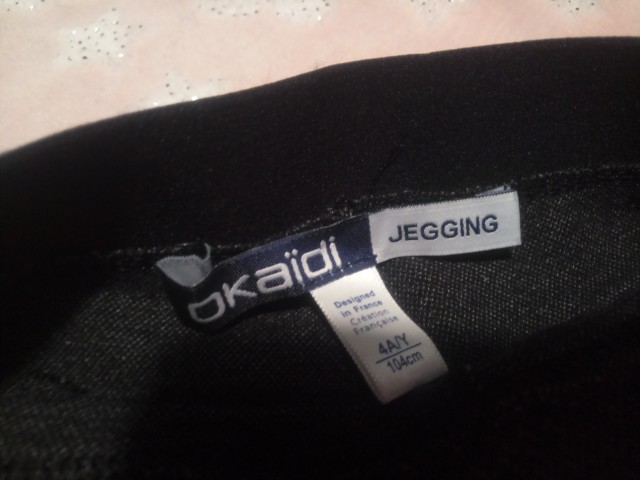 OKaïdi
JEGGING
Designed
in France
Création
Française
4A/Y
104cm